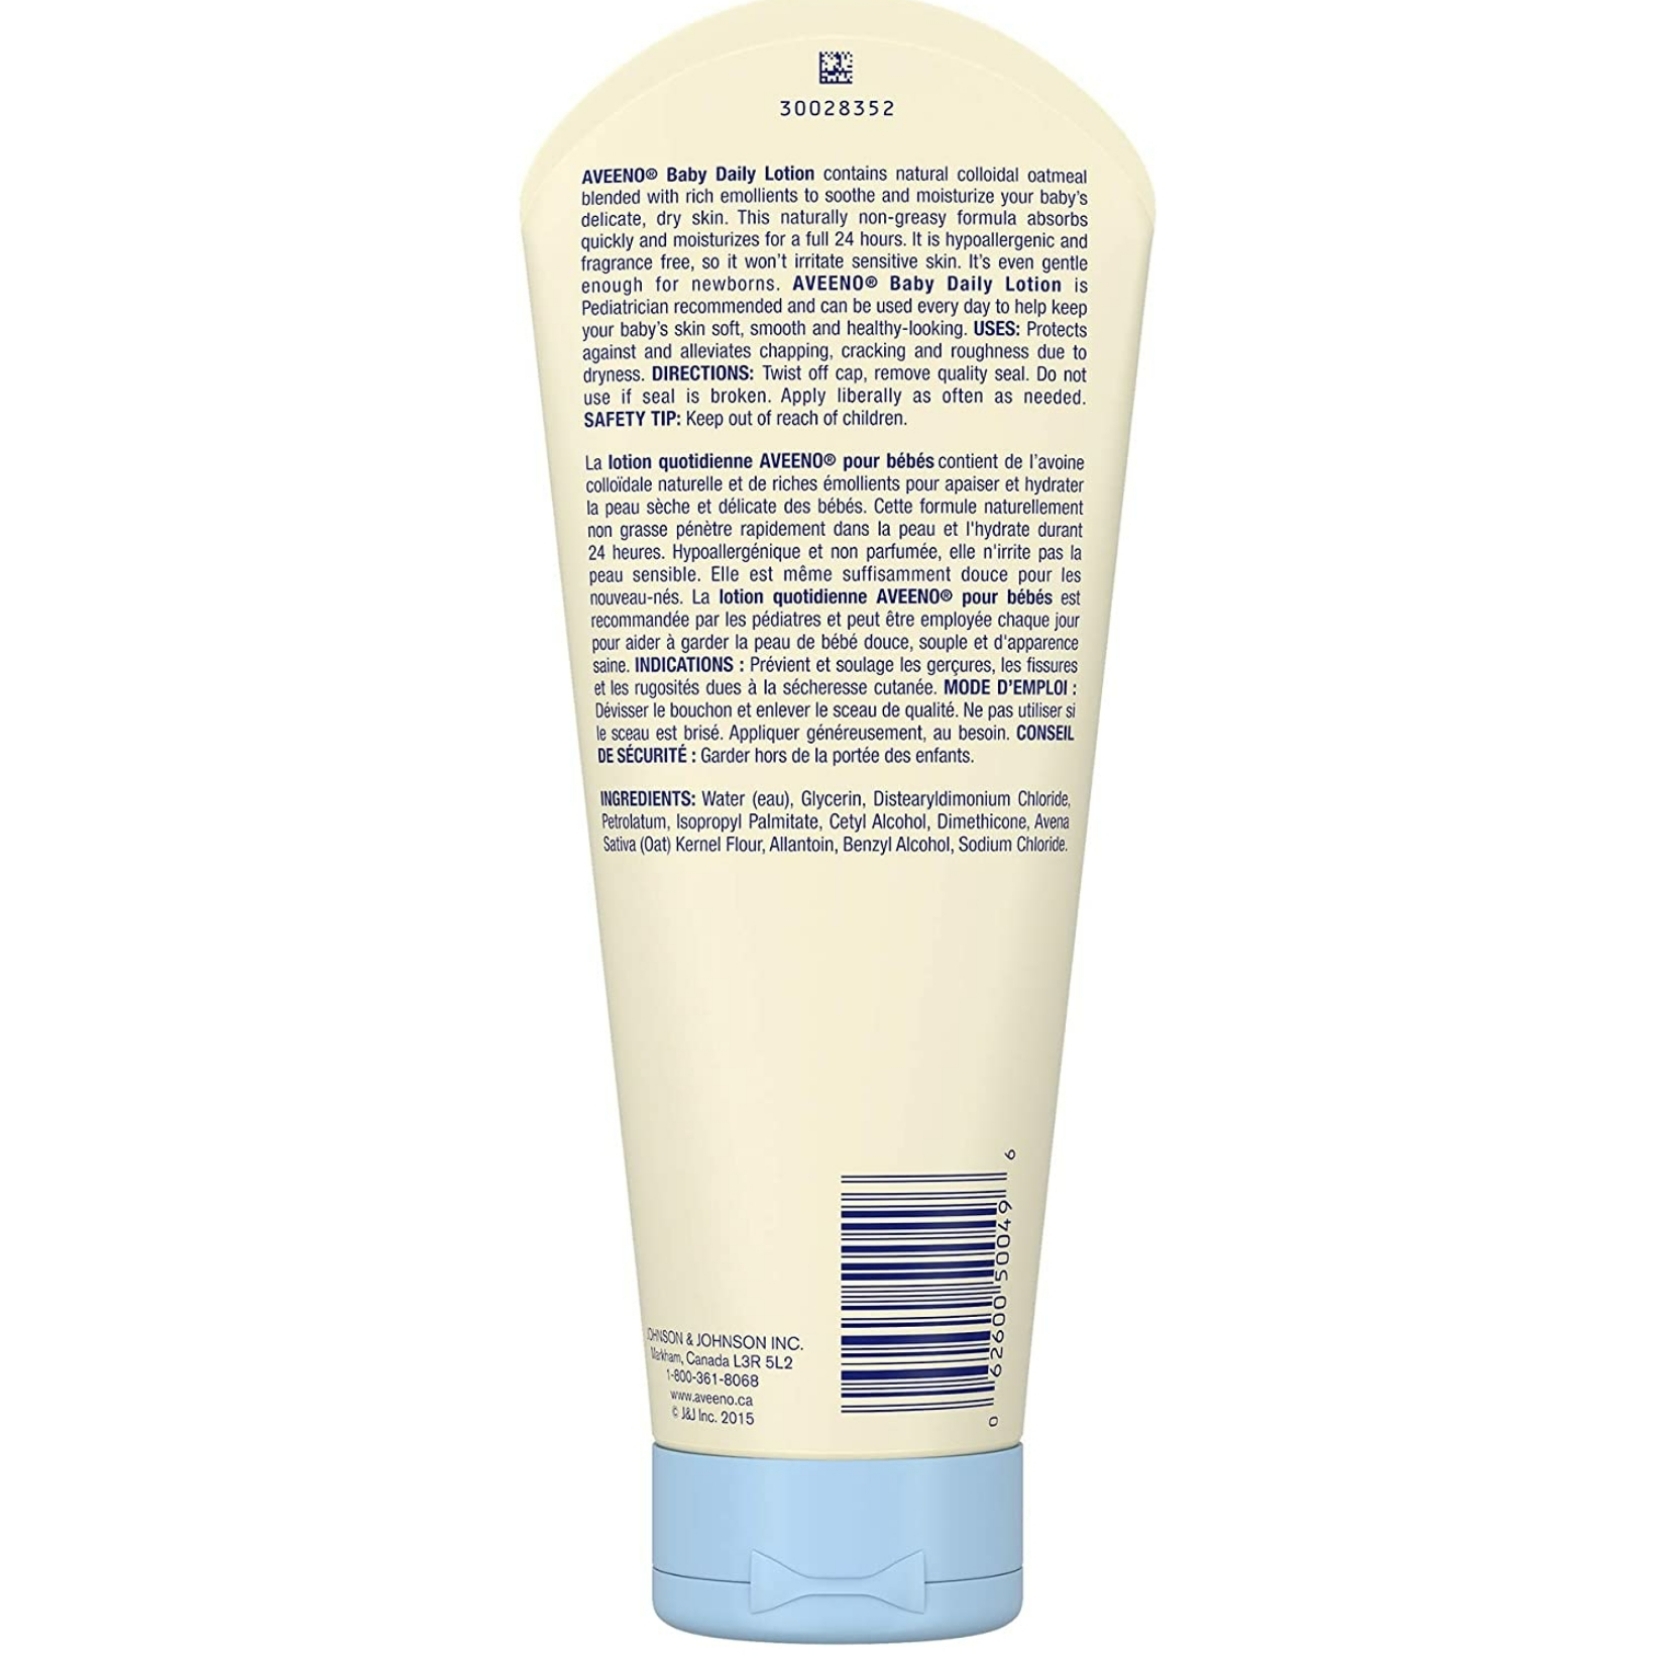 30028352
AVEENO® Baby Daily Lotion contains natural colloidal oatmeal
blended with rich emollients to soothe and moisturize your baby's
delicate, dry skin. This naturally non-greasy formula absorbs
quickly and moisturizes for a full 24 hours. It is hypoallergenic and
fragrance free, so it won't irritate sensitive skin. It's even gentle
enough for newborns. AVEENO® Baby Daily Lotion is
Pediatrician recommended and can be used every day to help keep
your baby's skin soft, smooth and healthy-looking. USES: Protects
against and alleviates chapping, cracking and roughness due to
dryness. DIRECTIONS: Twist off cap, remove quality seal. Do not
use if seal is broken. Apply liberally as often as needed.
SAFETY TIP: Keep out of reach of children.
La lotion quotidienne AVEENO® pour bébés contient de l'avoine
colloïdale naturelle et de riches émollients pour apaiser et hydrater
la peau sèche et délicate des bébés. Cette formule naturellement
non grasse pénètre rapidement dans la peau et l'hydrate durant
24 heures. Hypoallergénique et non parfumée, elle n'irrite pas la
peau sensible. Elle est même suffisamment douce pour les
nouveau-nés. La lotion quotidienne AVEENO® pour bébés est
recommandée par les pédiatres et peut être employée chaque jour
pour aider à garder la peau de bébé douce, souple et d'apparence
saine. INDICATIONS : Prévient et soulage les gerçures, les fissures
et les rugosités dues à la sécheresse cutanée. MODE D'EMPLOI :
Dévisser le bouchon et enlever le sceau de qualité. Ne pas utiliser si
le sceau est brisé. Appliquer généreusement, au besoin. CONSEIL
DE SÉCURITÉ : Garder hors de la portée des enfants.
INGREDIENTS: Water (eau), Glycerin, Distearyldimonium Chloride,
Petrolatum, Isopropyl Palmitate, Cetyl Alcohol, Dimethicone, Avena
Sativa (Oat) Kernel Flour, Allantoin, Benzyl Alcohol, Sodium Chloride.
JOHNSON & JOHNSON INC.
Markham, Canada L3R 5L2
1-800-361-8068
www.aveeno.ca
© J&J Inc. 2015
0 62600 50049 6